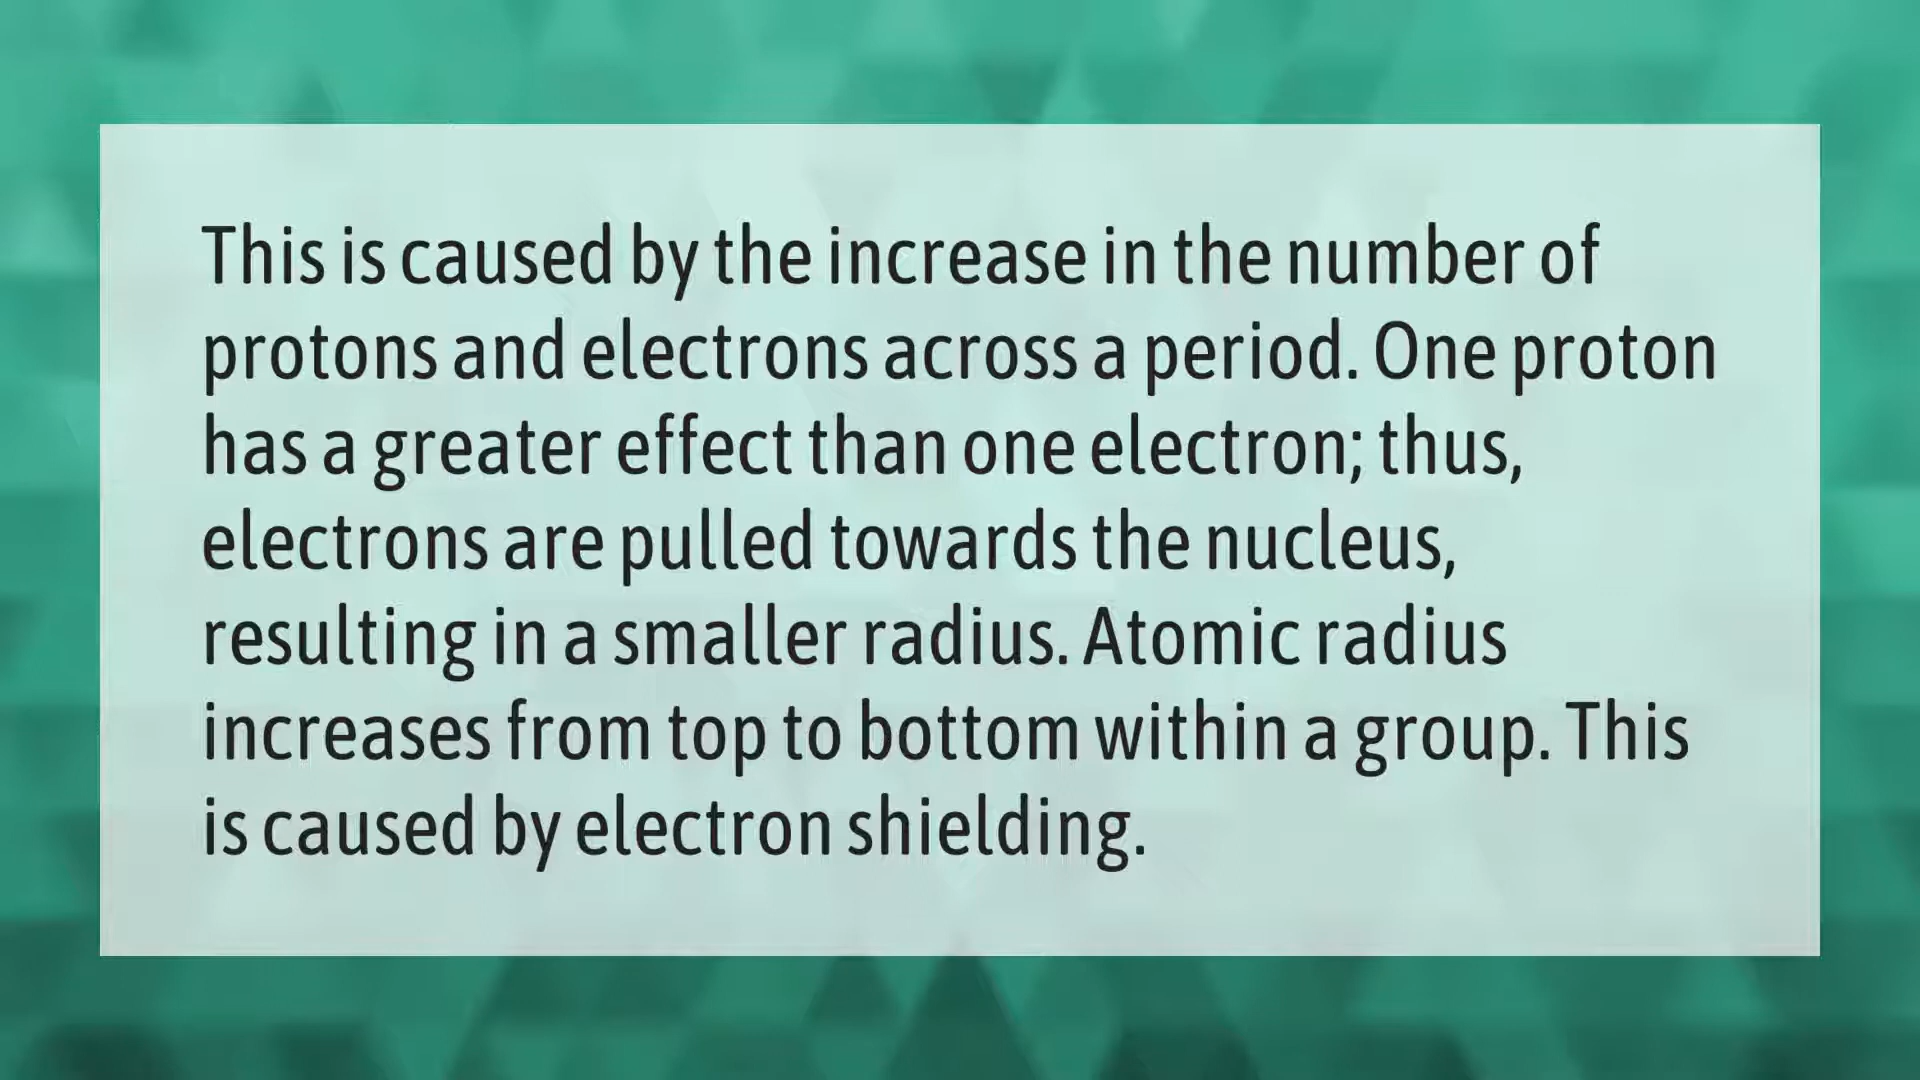 This is caused by the increase in the number of
protons and electrons across a period. One proton
has a greater effect than one electron; thus,
electrons are pulled towards the nucleus,
resulting in a smaller radius. Atomic radius
increases from top to bottom within a group. This
is caused by electron shielding.